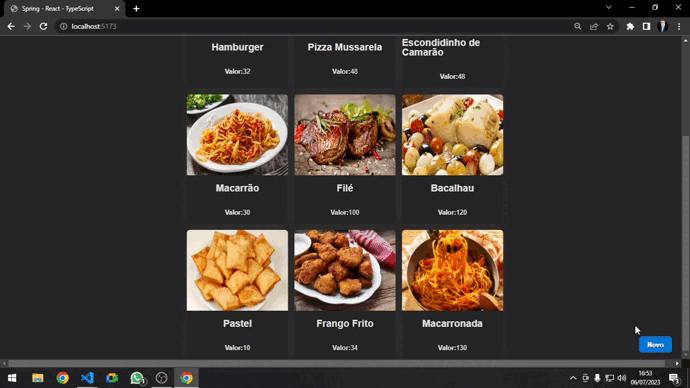 Spring - React - TypeScript
localhost:5173
Hamburger
Pizza Mussarela
Escondidinho de
Camarão
Valor:32
Valor:48
Valor:48
Macarrão
Filé
Bacalhau
Valor:30
Valor:100
Valor:120
Pastel
Frango Frito
Macarronada
Valor:10
Valor:34
Valor:130
Novo
16:53
06/07/2023